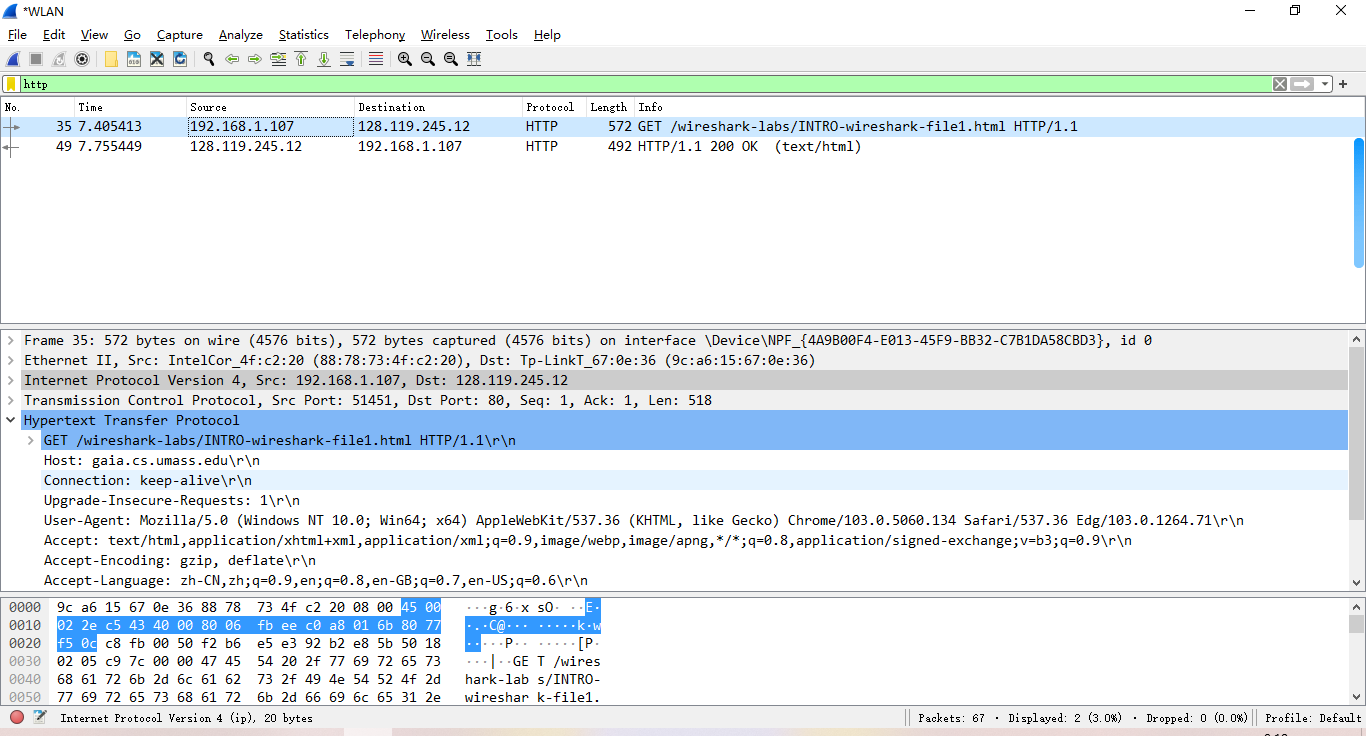 *WLAN
File Edit View Go Capture Analyze Statistics Telephony Wireless Tools Help
http
No. Time Source Destination Protocol Length Info
35 7.405413 192.168.1.107 128.119.245.12 HTTP 572 GET /wireshark-labs/INTRO-wireshark-file1.html HTTP/1.1
49 7.755449 128.119.245.12 192.168.1.107 HTTP 492 HTTP/1.1 200 OK (text/html)
Frame 35: 572 bytes on wire (4576 bits), 572 bytes captured (4576 bits) on interface \Device\NPF_{4A9B00F4-E013-45F9-BB32-C7B1DA58CBD3}, id 0
Ethernet II, Src: IntelCor_4f:c2:20 (88:78:73:4f:c2:20), Dst: Tp-LinkT_67:0e:36 (9c:a6:15:67:0e:36)
Internet Protocol Version 4, Src: 192.168.1.107, Dst: 128.119.245.12
Transmission Control Protocol, Src Port: 51451, Dst Port: 80, Seq: 1, Ack: 1, Len: 518
Hypertext Transfer Protocol
GET /wireshark-labs/INTRO-wireshark-file1.html HTTP/1.1\r\n
Host: gaia.cs.umass.edu\r\n
Connection: keep-alive\r\n
Upgrade-Insecure-Requests: 1\r\n
User-Agent: Mozilla/5.0 (Windows NT 10.0; Win64; x64) AppleWebKit/537.36 (KHTML, like Gecko) Chrome/103.0.5060.134 Safari/537.36 Edg/103.0.1264.71\r\n
Accept: text/html,application/xhtml+xml,application/xml;q=0.9,image/webp,image/apng,*/*;q=0.8,application/signed-exchange;v=b3;q=0.9\r\n
Accept-Encoding: gzip, deflate\r\n
Accept-Language: zh-CN,zh;q=0.9,en;q=0.8,en-GB;q=0.7,en-US;q=0.6\r\n
0000 9c a6 15 67 0e 36 88 78 73 4f c2 20 08 00 45 00 ···g·6·x sO· ··E·
0010 02 2e c5 43 40 00 80 06 fb ee c0 a8 01 6b 80 77 ·.·C@··· ·····k·w
0020 f5 0c c8 fb 00 50 f2 b6 e5 e3 92 b2 e8 5b 50 18 ·····P·· ·····[P·
0030 02 05 c9 7c 00 00 47 45 54 20 2f 77 69 72 65 73 ···|··GE T /wires
0040 68 61 72 6b 2d 6c 61 62 73 2f 49 4e 54 52 4f 2d hark-lab s/INTRO-
0050 77 69 72 65 73 68 61 72 6b 2d 66 69 6c 65 31 2e wireshar k-file1.
Internet Protocol Version 4 (ip), 20 bytes Packets: 67 · Displayed: 2 (3.0%) · Dropped: 0 (0.0%) Profile: Default